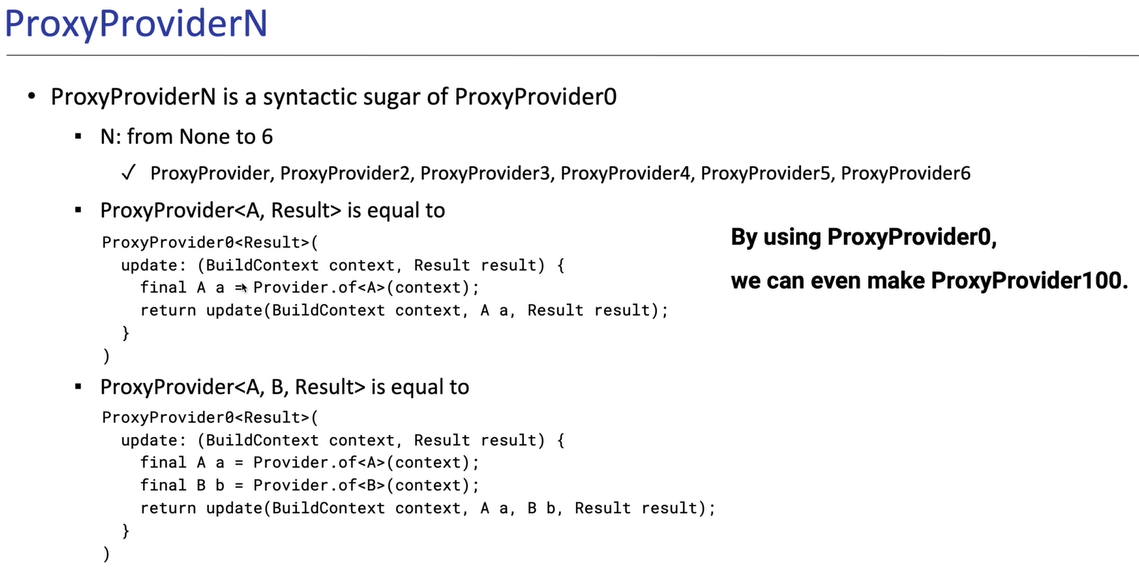 ProxyProviderN
• ProxyProviderN is a syntactic sugar of ProxyProvider0
▪ N: from None to 6
✓ ProxyProvider, ProxyProvider2, ProxyProvider3, ProxyProvider4, ProxyProvider5, ProxyProvider6
▪ ProxyProvider<A, Result> is equal to
ProxyProvider0<Result>(
update: (BuildContext context, Result result) {
final A a = Provider.of<A>(context);
return update(BuildContext context, A a, Result result);
}
)
▪ ProxyProvider<A, B, Result> is equal to
ProxyProvider0<Result>(
update: (BuildContext context, Result result) {
final A a = Provider.of<A>(context);
final B b = Provider.of<B>(context);
return update(BuildContext context, A a, B b, Result result);
}
)
By using ProxyProvider0,
we can even make ProxyProvider100.